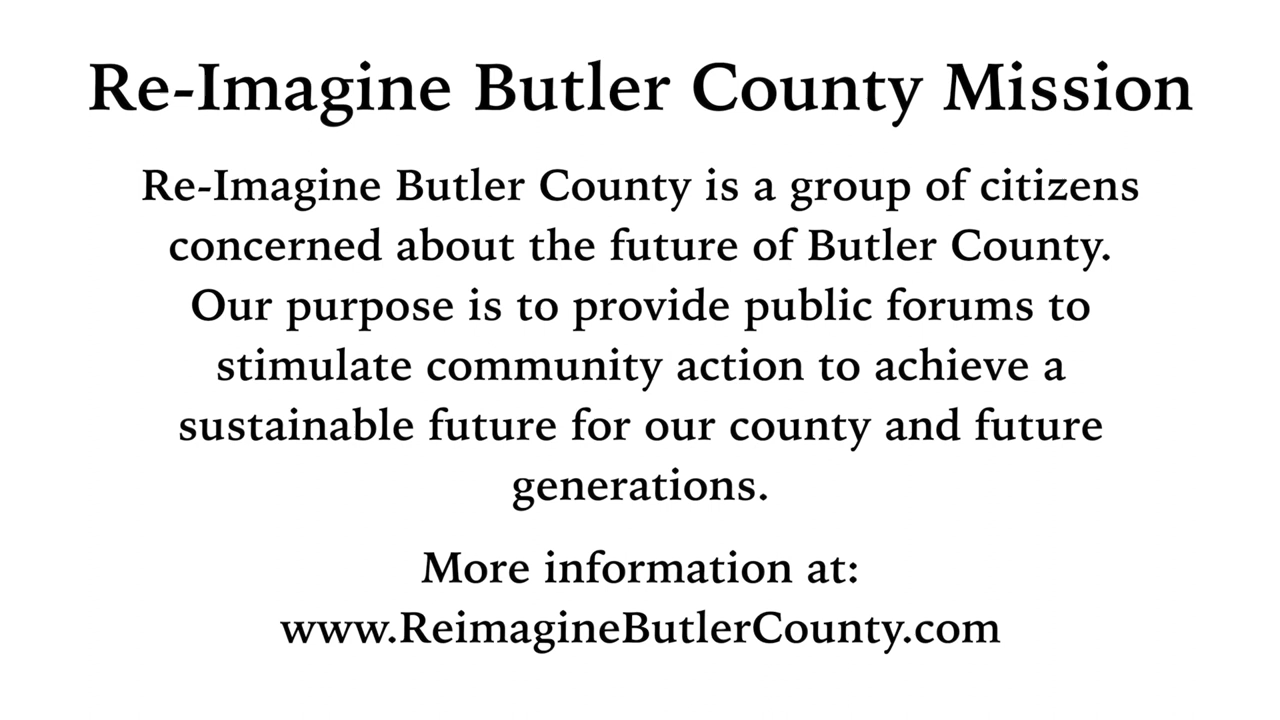 Re-Imagine Butler County Mission
Re-Imagine Butler County is a group of citizens
concerned about the future of Butler County.
Our purpose is to provide public forums to
stimulate community action to achieve a
sustainable future for our county and future
generations.
More information at:
www.ReimagineButlerCounty.com